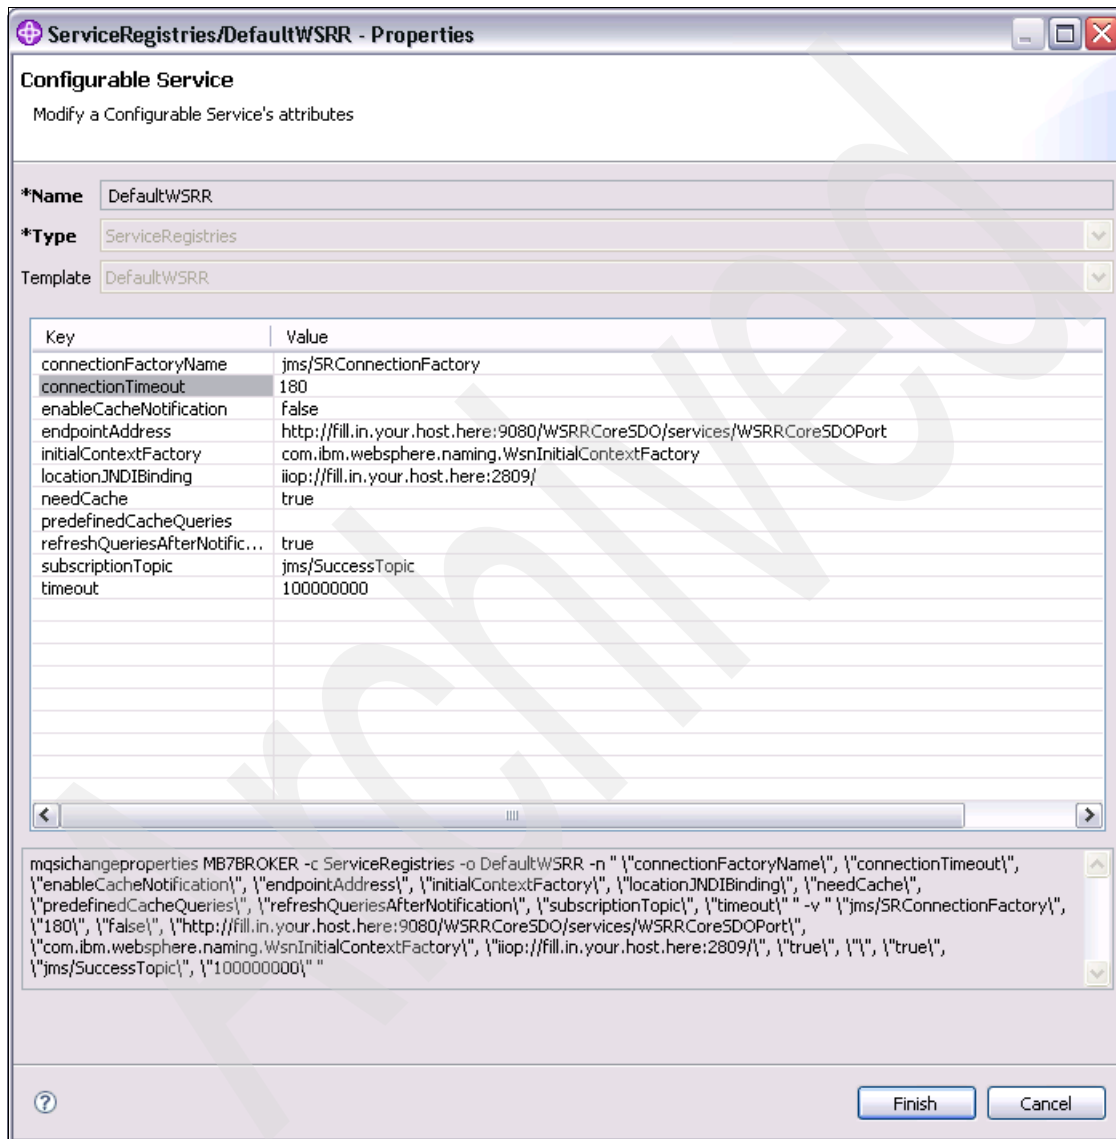 ServiceRegistries/DefaultWSRR - Properties
Configurable Service
Modify a Configurable Service's attributes
*Name DefaultWSRR
*Type ServiceRegistries
Template DefaultWSRR
Key Value
connectionFactoryName jms/SRConnectionFactory
connectionTimeout 180
enableCacheNotification false
endpointAddress http://fill.in.your.host.here:9080/WSRRCoreSDO/services/WSRRCoreSDOPort
initialContextFactory com.ibm.websphere.naming.WsnInitialContextFactory
locationJNDIBinding iiop://fill.in.your.host.here:2809/
needCache true
predefinedCacheQueries
refreshQueriesAfterNotific... true
subscriptionTopic jms/SuccessTopic
timeout 100000000
mqsichangeproperties MB7BROKER -c ServiceRegistries -o DefaultWSRR -n " \"connectionFactoryName\", \"connectionTimeout\",
\"enableCacheNotification\", \"endpointAddress\", \"initialContextFactory\", \"locationJNDIBinding\", \"needCache\",
\"predefinedCacheQueries\", \"refreshQueriesAfterNotification\", \"subscriptionTopic\", \"timeout\" " -v " \"jms/SRConnectionFactory\",
\"180\", \"false\", \"http://fill.in.your.host.here:9080/WSRRCoreSDO/services/WSRRCoreSDOPort\",
\"com.ibm.websphere.naming.WsnInitialContextFactory\", \"iiop://fill.in.your.host.here:2809/\", \"true\", \"\", \"true\",
\"jms/SuccessTopic\", \"100000000\" "
Finish Cancel
Archived